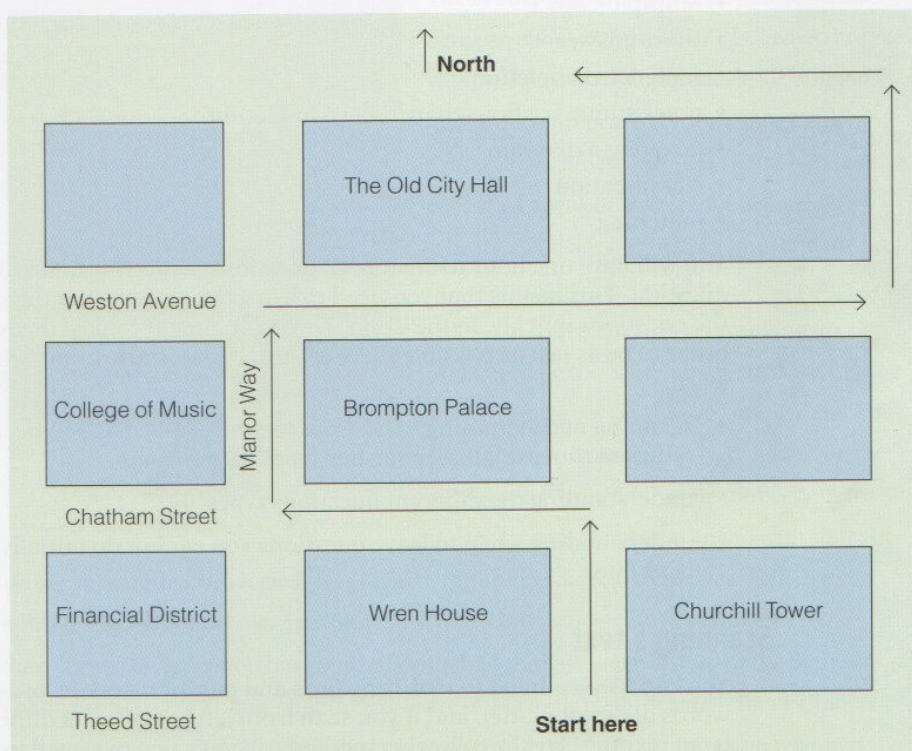 North
The Old City Hall
Weston Avenue
College of Music
Manor Way
Brompton Palace
Chatham Street
Financial District
Wren House
Churchill Tower
Theed Street
Start here